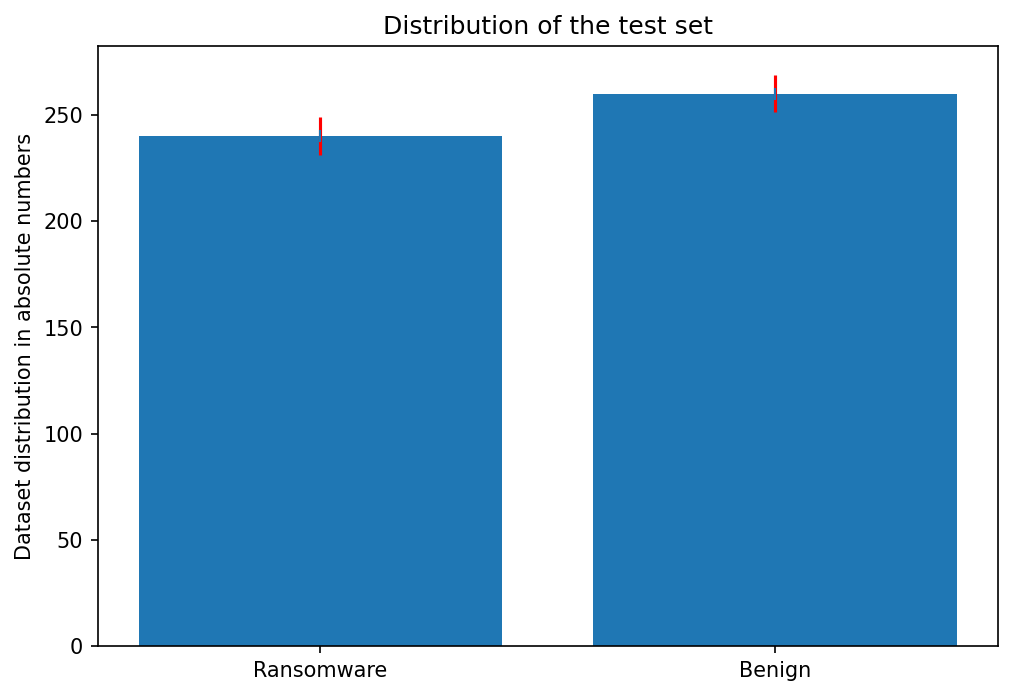 Distribution of the test set
Dataset distribution in absolute numbers
250
200
150
100
50
0
Ransomware
Benign